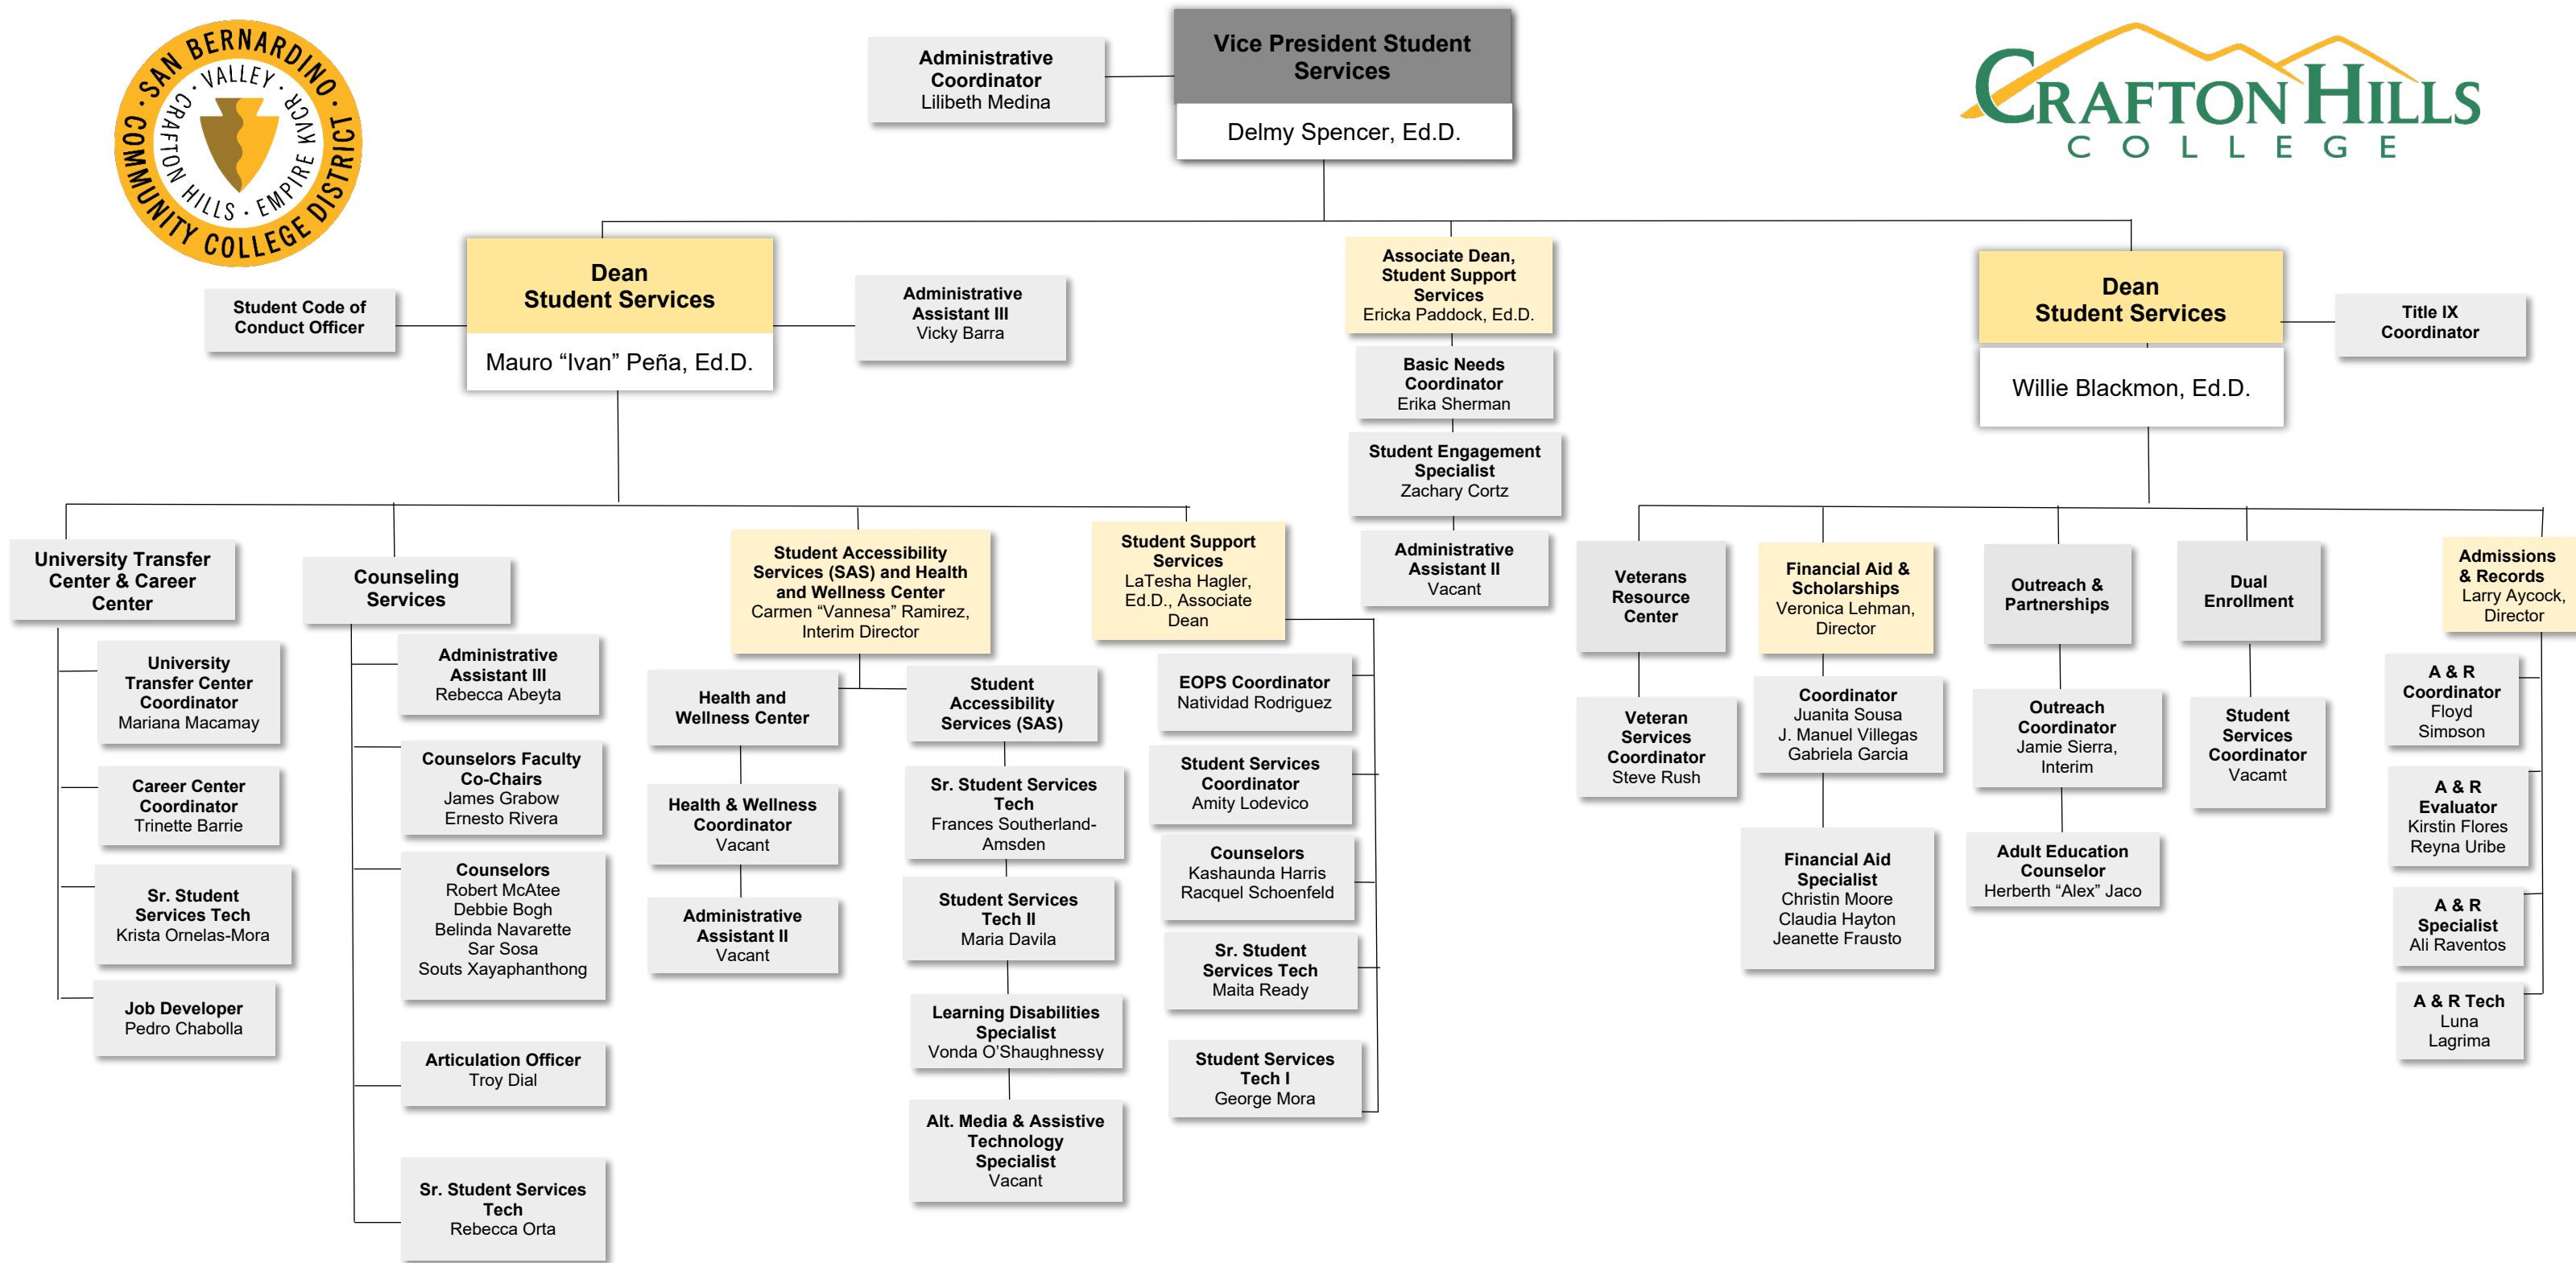 SAN BERNARDINO
COMMUNITY COLLEGE DISTRICT
VALLEY · KVCR
CRAFTON HILLS · EMPIRE
Administrative
Coordinator
Lilibeth Medina
Vice President Student
Services
Delmy Spencer, Ed.D.
CRAFTON HILLS
COLLEGE
Student Code of
Conduct Officer
Dean
Student Services
Mauro “Ivan” Peña, Ed.D.
Administrative
Assistant III
Vicky Barra
Associate Dean,
Student Support
Services
Ericka Paddock, Ed.D.
Basic Needs
Coordinator
Erika Sherman
Student Engagement
Specialist
Zachary Cortz
Administrative
Assistant II
Vacant
Dean
Student Services
Willie Blackmon, Ed.D.
Title IX
Coordinator
University Transfer
Center & Career
Center
University
Transfer Center
Coordinator
Mariana Macamay
Career Center
Coordinator
Trinette Barrie
Sr. Student
Services Tech
Krista Ornelas-Mora
Job Developer
Pedro Chabolla
Counseling
Services
Administrative
Assistant III
Rebecca Abeyta
Counselors Faculty
Co-Chairs
James Grabow
Ernesto Rivera
Counselors
Robert McAtee
Debbie Bogh
Belinda Navarette
Sar Sosa
Souts Xayaphanthong
Articulation Officer
Troy Dial
Sr. Student Services
Tech
Rebecca Orta
Student Accessibility
Services (SAS) and Health
and Wellness Center
Carmen “Vannesa” Ramirez,
Interim Director
Health and
Wellness Center
Health & Wellness
Coordinator
Vacant
Administrative
Assistant II
Vacant
Student
Accessibility
Services (SAS)
Sr. Student Services
Tech
Frances Southerland-
Amsden
Student Services
Tech II
Maria Davila
Learning Disabilities
Specialist
Vonda O’Shaughnessy
Alt. Media & Assistive
Technology
Specialist
Vacant
Student Support
Services
LaTesha Hagler,
Ed.D., Associate
Dean
EOPS Coordinator
Natividad Rodriguez
Student Services
Coordinator
Amity Lodevico
Counselors
Kashaunda Harris
Racquel Schoenfeld
Sr. Student
Services Tech
Maita Ready
Student Services
Tech I
George Mora
Veterans
Resource
Center
Veteran
Services
Coordinator
Steve Rush
Financial Aid &
Scholarships
Veronica Lehman,
Director
Coordinator
Juanita Sousa
J. Manuel Villegas
Gabriela Garcia
Financial Aid
Specialist
Christin Moore
Claudia Hayton
Jeanette Frausto
Outreach &
Partnerships
Outreach
Coordinator
Jamie Sierra,
Interim
Adult Education
Counselor
Herberth “Alex” Jaco
Dual
Enrollment
Student
Services
Coordinator
Vacamt
Admissions
& Records
Larry Aycock,
Director
A & R
Coordinator
Floyd
Simpson
A & R
Evaluator
Kirstin Flores
Reyna Uribe
A & R
Specialist
Ali Raventos
A & R Tech
Luna
Lagrima